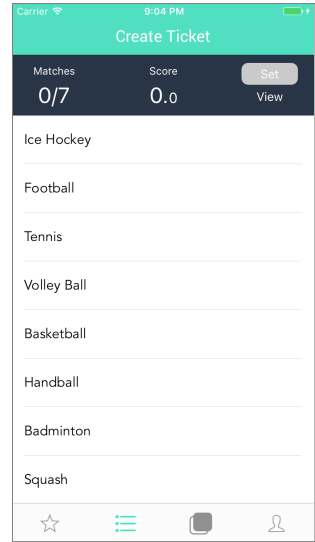 Carrier 9:04 PM
Create Ticket
Matches Score Set
0/7 0.0 View
Ice Hockey
Football
Tennis
Volley Ball
Basketball
Handball
Badminton
Squash